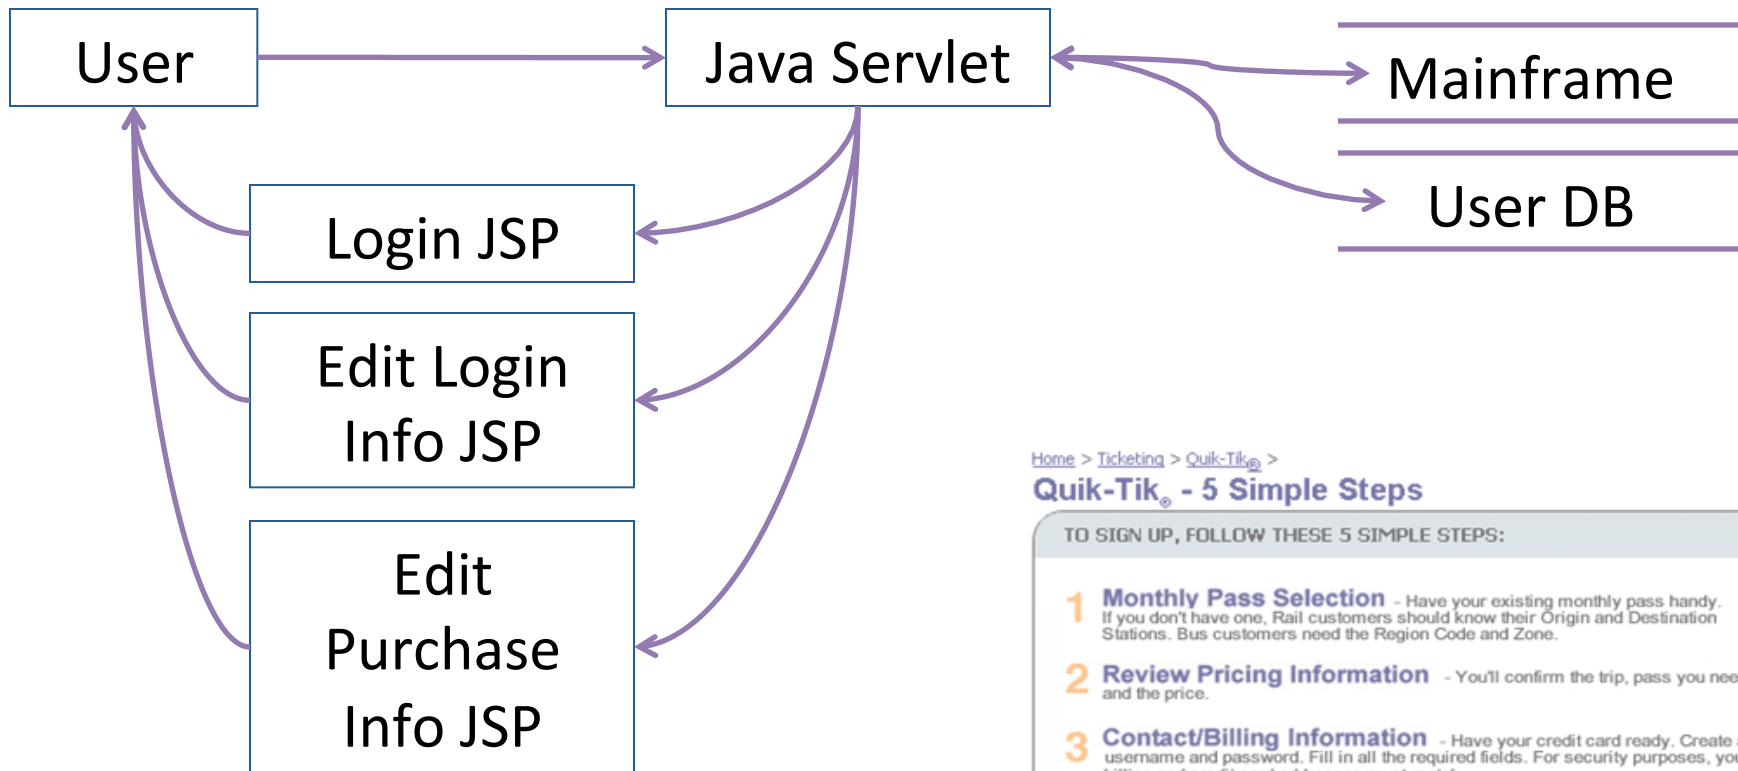 User
Java Servlet
Mainframe
User DB
Login JSP
Edit Login
Info JSP
Edit
Purchase
Info JSP
Home > Ticketing > Quik-Tik® >
Quik-Tik® - 5 Simple Steps
TO SIGN UP, FOLLOW THESE 5 SIMPLE STEPS:
1 Monthly Pass Selection - Have your existing monthly pass handy.
If you don't have one, Rail customers should know their Origin and Destination
Stations. Bus customers need the Region Code and Zone.
2 Review Pricing Information - You'll confirm the trip, pass you nee
and the price.
3 Contact/Billing Information - Have your credit card ready. Create
username and password. Fill in all the required fields. For security purposes, you